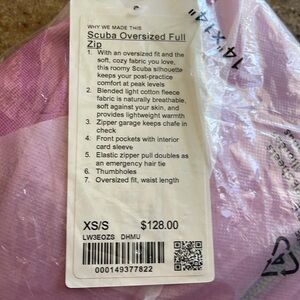 WHY WE MADE THIS
Scuba Oversized Full
Zip
1. With an oversized fit and the
soft, cozy fabric you love,
this roomy Scuba silhouette
keeps your post-practice
comfort at peak levels
2. Blended light cotton fleece
fabric is naturally breathable,
soft against your skin, and
provides lightweight warmth
3. Zipper garage keeps chafe in
check
4. Front pockets with interior
card sleeve
5. Elastic zipper pull doubles as
an emergency hair tie
6. Thumbholes
7. Oversized fit, waist length
XS/S $128.00
LW3EOZS DHMU
000149377822
14" X 14"